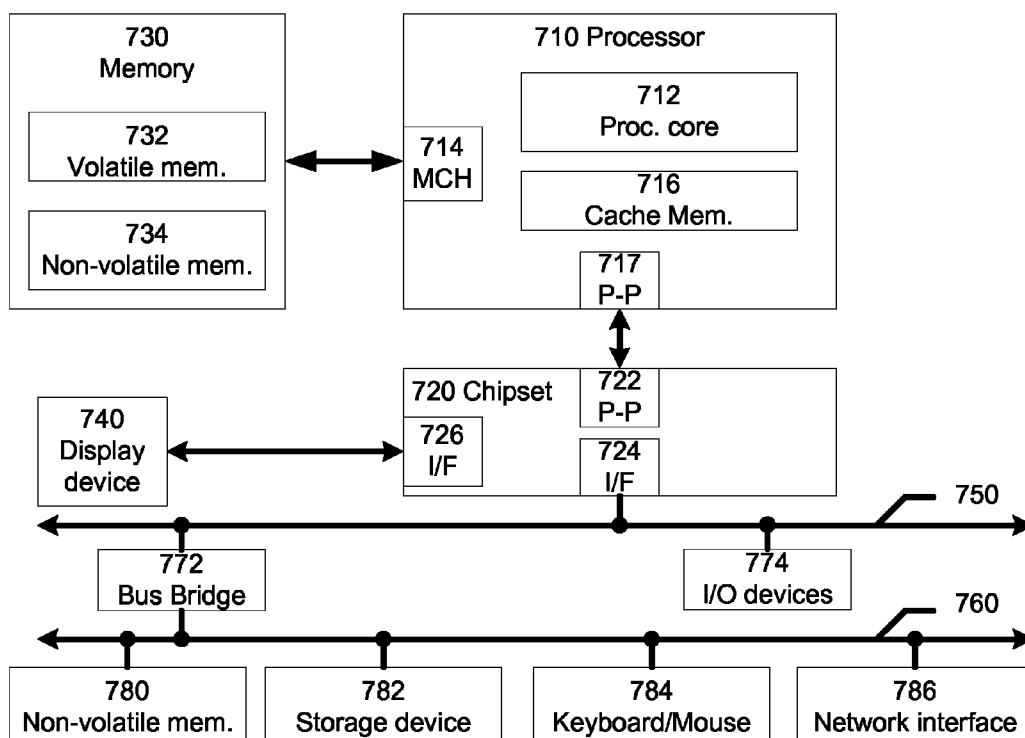 730
Memory
732
Volatile mem.
734
Non-volatile mem.
710 Processor
712
Proc. core
714
MCH
716
Cache Mem.
717
P-P
720 Chipset
722
P-P
726
I/F
724
I/F
740
Display
device
750
772
Bus Bridge
774
I/O devices
760
780
Non-volatile mem.
782
Storage device
784
Keyboard/Mouse
786
Network interface